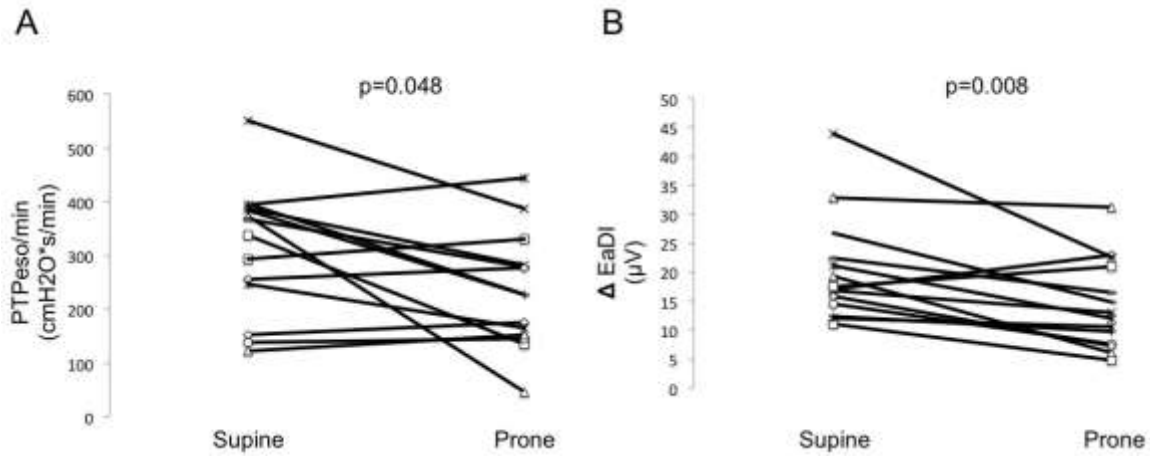 A
p=0.048
PTPeso/min
(cmH2O*s/min)
600
500
400
300
200
100
0
Supine
Prone
B
p=0.008
Δ EaDI
(μV)
50
45
40
35
30
25
20
15
10
5
0
Supine
Prone